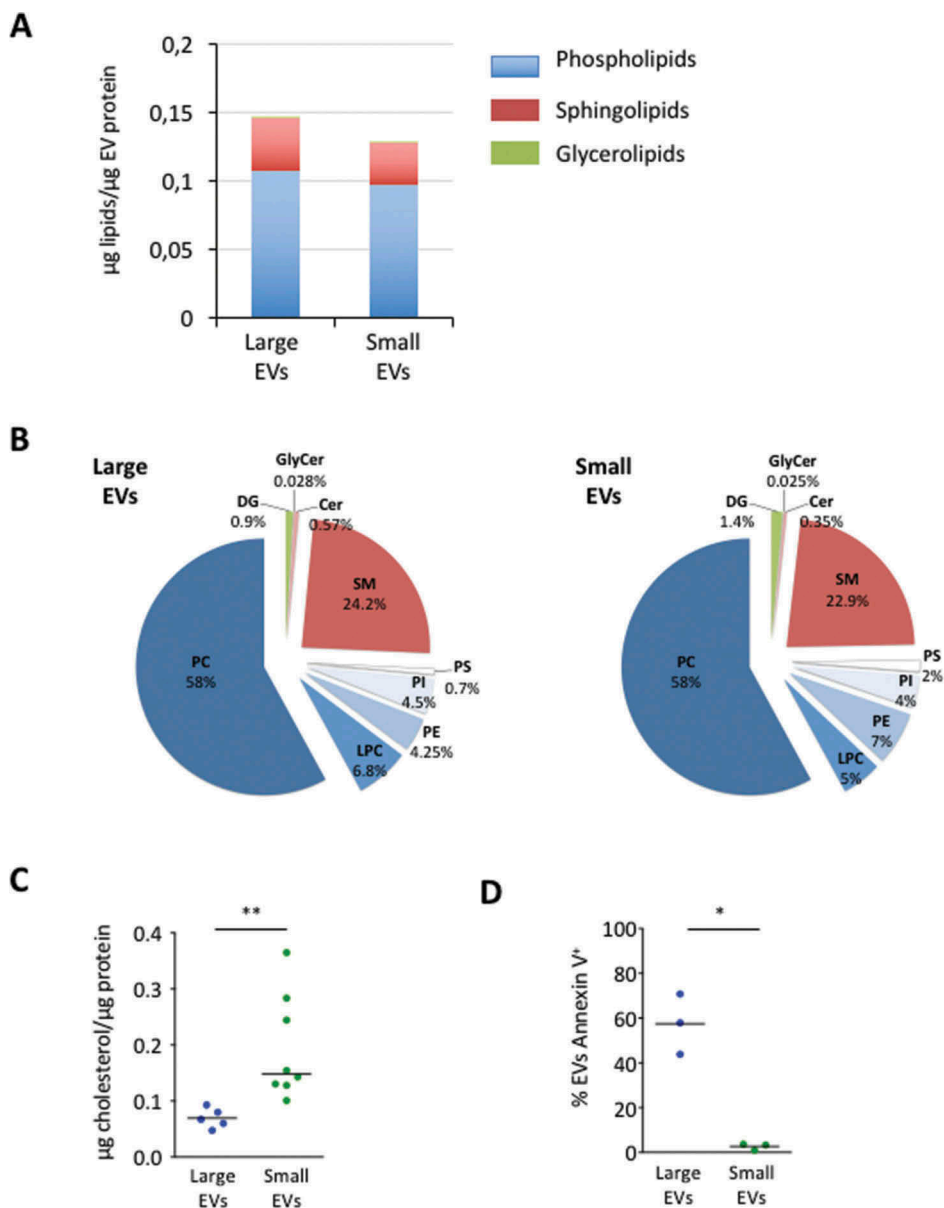 A
0,2
0,15
0,1
0,05
0
µg lipids/µg EV protein
Large
EVs
Small
EVs
Phospholipids
Sphingolipids
Glycerolipids
B
Large
EVs
GlyCer
0.028%
DG
0.9%
Cer
0.57%
SM
24.2%
PC
58%
PS
0.7%
PI
4.5%
PE
4.25%
LPC
6.8%
Small
EVs
GlyCer
0.025%
DG
1.4%
Cer
0.35%
SM
22.9%
PC
58%
PS
2%
PI
4%
PE
7%
LPC
5%
C
**
0.4
0.3
0.2
0.1
0.0
µg cholesterol/µg protein
Large
EVs
Small
EVs
D
*
100
80
60
40
20
0
% EVs Annexin V⁺
Large
EVs
Small
EVs